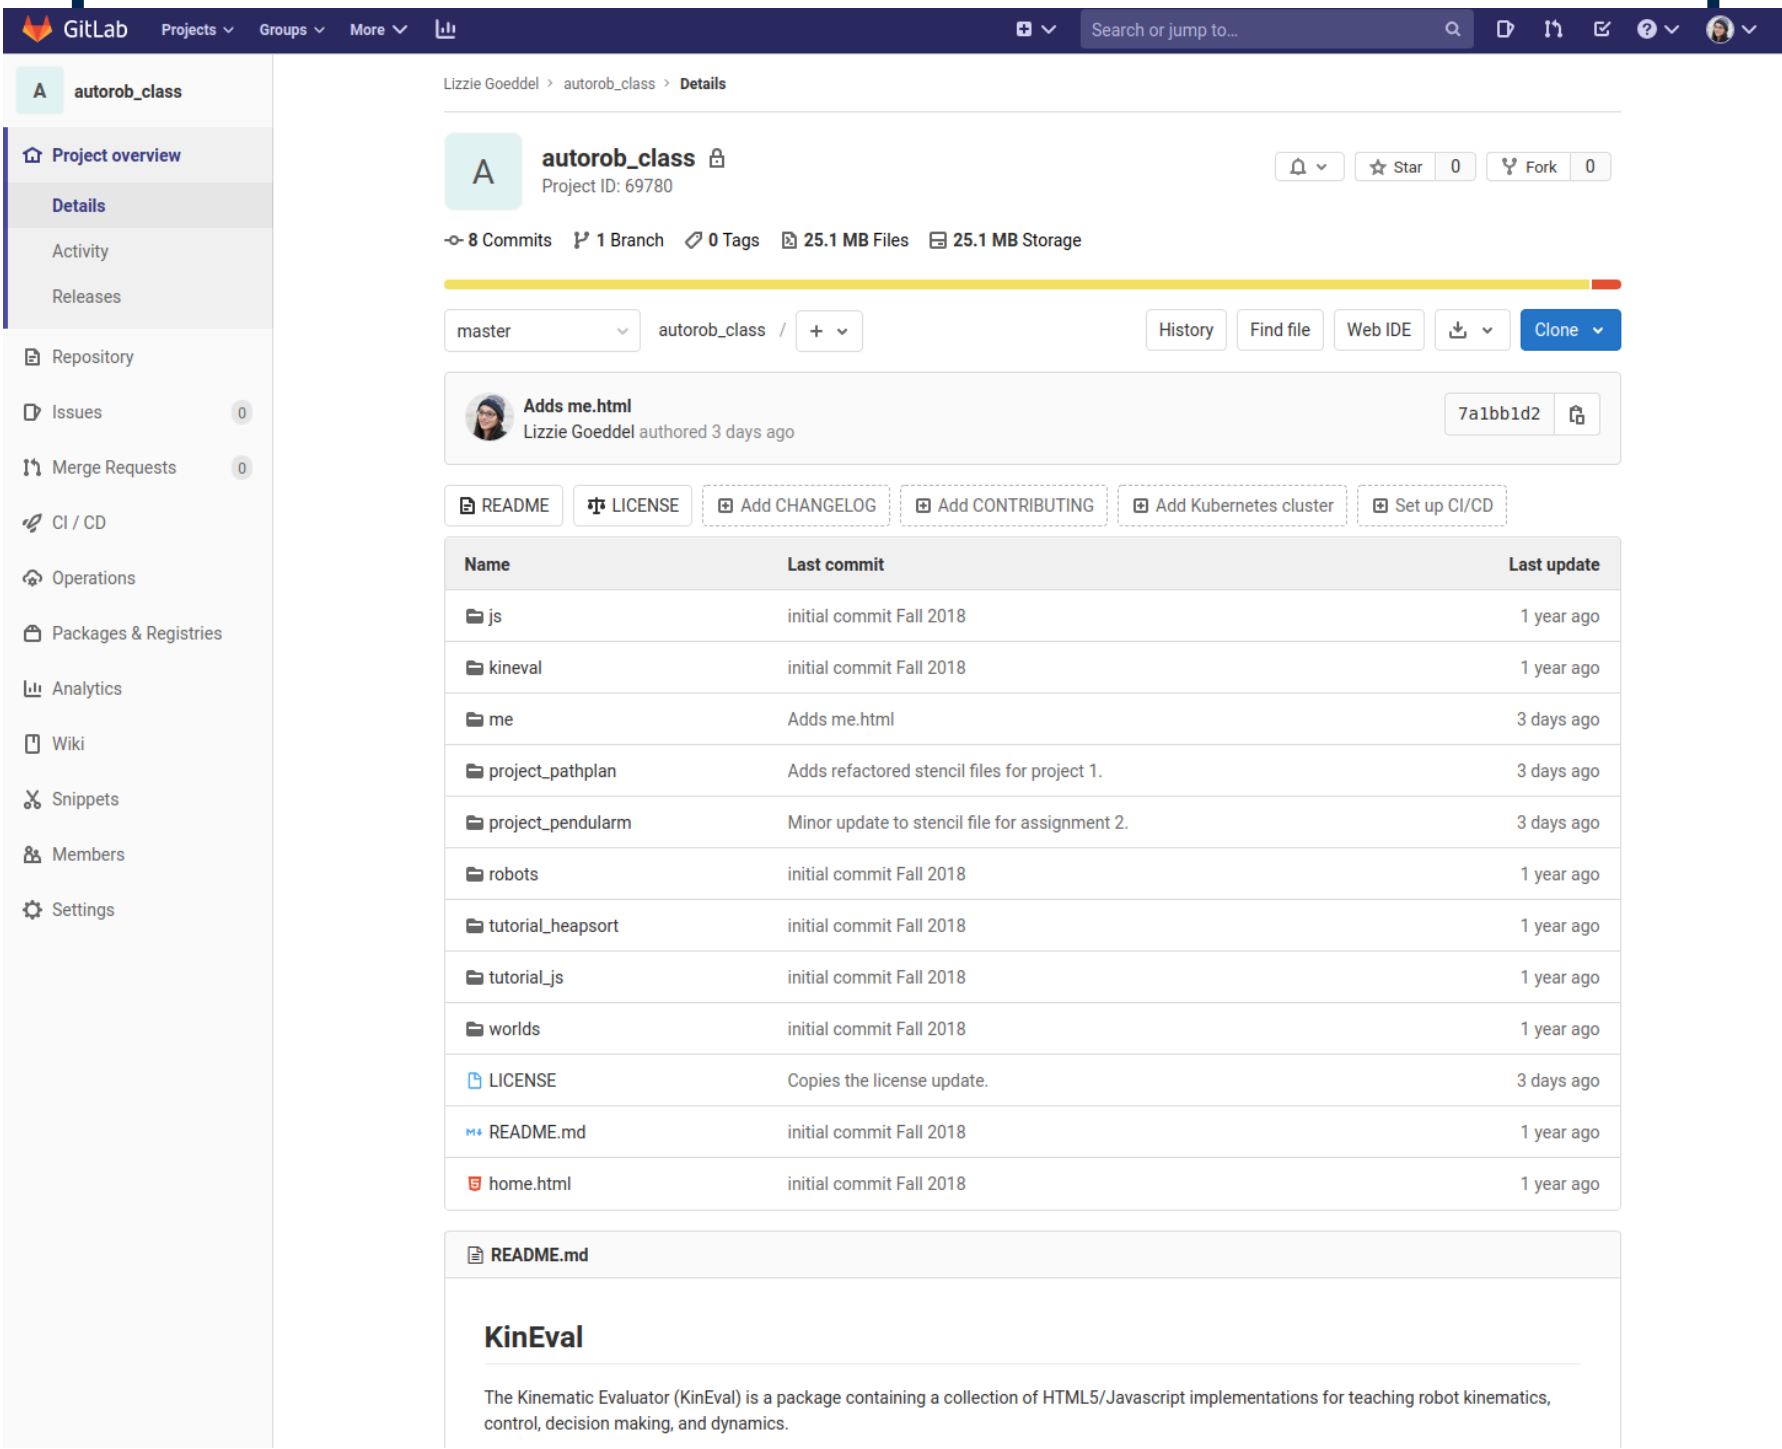 GitLab Projects Groups More Search or jump to...
A autorob_class
Project overview
Details
Activity
Releases
Repository
Issues 0
Merge Requests 0
CI / CD
Operations
Packages & Registries
Analytics
Wiki
Snippets
Members
Settings
Lizzie Goeddel > autorob_class > Details
A
autorob_class
Project ID: 69780
Star 0 Fork 0
8 Commits 1 Branch 0 Tags 25.1 MB Files 25.1 MB Storage
master autorob_class / + History Find file Web IDE Clone
Adds me.html
Lizzie Goeddel authored 3 days ago
7a1bb1d2
README LICENSE Add CHANGELOG Add CONTRIBUTING Add Kubernetes cluster Set up CI/CD
Name Last commit Last update
js initial commit Fall 2018 1 year ago
kineval initial commit Fall 2018 1 year ago
me Adds me.html 3 days ago
project_pathplan Adds refactored stencil files for project 1. 3 days ago
project_pendularm Minor update to stencil file for assignment 2. 3 days ago
robots initial commit Fall 2018 1 year ago
tutorial_heapsort initial commit Fall 2018 1 year ago
tutorial_js initial commit Fall 2018 1 year ago
worlds initial commit Fall 2018 1 year ago
LICENSE Copies the license update. 3 days ago
README.md initial commit Fall 2018 1 year ago
home.html initial commit Fall 2018 1 year ago
README.md
KinEval
The Kinematic Evaluator (KinEval) is a package containing a collection of HTML5/Javascript implementations for teaching robot kinematics,
control, decision making, and dynamics.